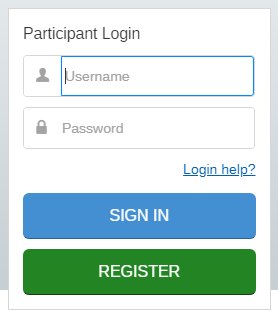 Participant Login
Username
Password
Login help?
SIGN IN
REGISTER